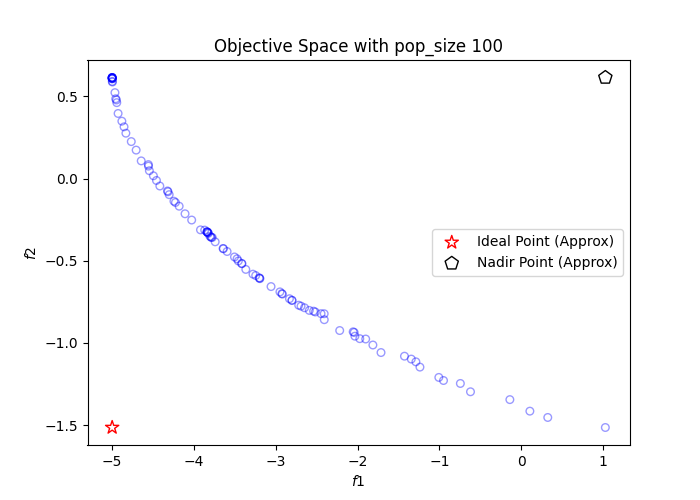 Objective Space with pop_size 100
0.5
0.0
−0.5
−1.0
−1.5
f2
Ideal Point (Approx)
Nadir Point (Approx)
−5
−4
−3
−2
−1
0
1
f1